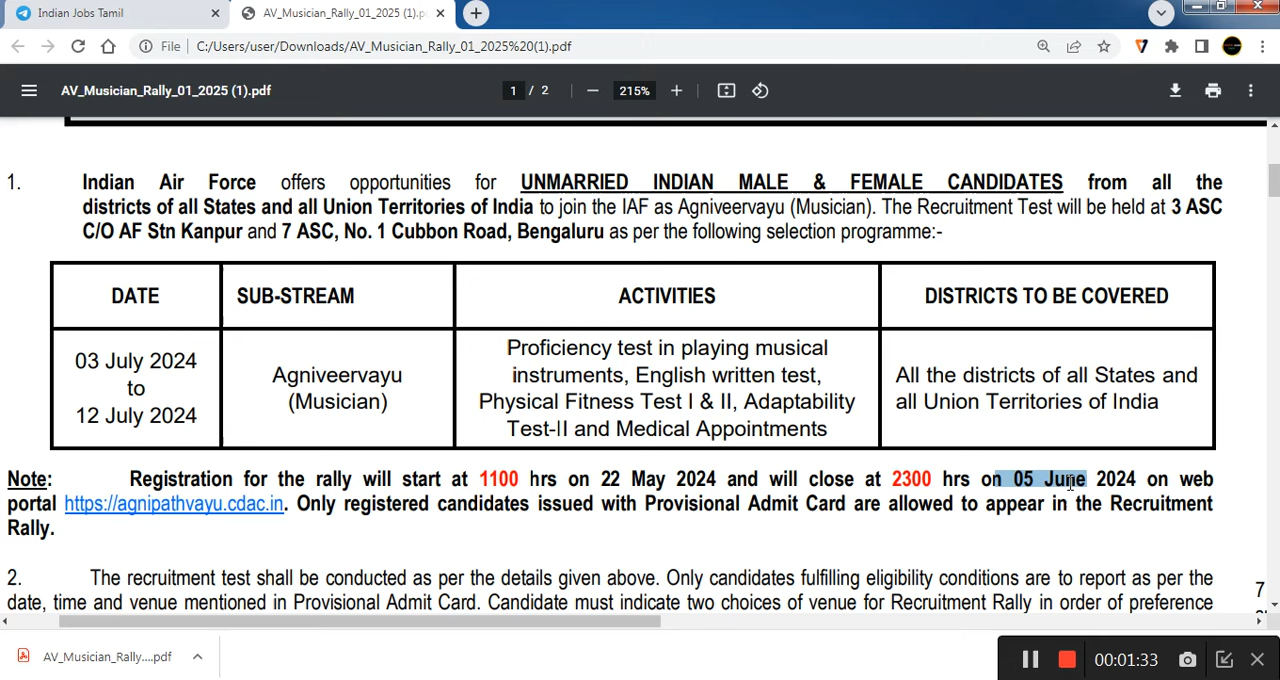 Indian Jobs Tamil
AV_Musician_Rally_01_2025 (1).p
File
C:/Users/user/Downloads/AV_Musician_Rally_01_2025%20(1).pdf
AV_Musician_Rally_01_2025 (1).pdf
1 / 2
215%
1. Indian Air Force offers opportunities for UNMARRIED INDIAN MALE & FEMALE CANDIDATES from all the
districts of all States and all Union Territories of India to join the IAF as Agniveervayu (Musician). The Recruitment Test will be held at 3 ASC
C/O AF Stn Kanpur and 7 ASC, No. 1 Cubbon Road, Bengaluru as per the following selection programme:-
DATE
SUB-STREAM
ACTIVITIES
DISTRICTS TO BE COVERED
03 July 2024
to
12 July 2024
Agniveervayu
(Musician)
Proficiency test in playing musical
instruments, English written test,
Physical Fitness Test I & II, Adaptability
Test-II and Medical Appointments
All the districts of all States and
all Union Territories of India
Note: Registration for the rally will start at 1100 hrs on 22 May 2024 and will close at 2300 hrs on 05 June 2024 on web
portal https://agnipathvayu.cdac.in. Only registered candidates issued with Provisional Admit Card are allowed to appear in the Recruitment
Rally.
2. The recruitment test shall be conducted as per the details given above. Only candidates fulfilling eligibility conditions are to report as per the
date, time and venue mentioned in Provisional Admit Card. Candidate must indicate two choices of venue for Recruitment Rally in order of preference
7
AV_Musician_Rally....pdf
00:01:33